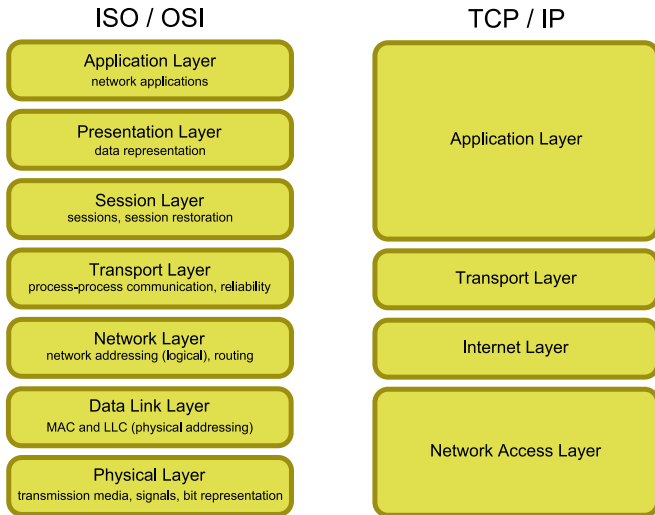 ISO / OSI
Application Layer
network applications
Presentation Layer
data representation
Session Layer
sessions, session restoration
Transport Layer
process-process communication, reliability
Network Layer
network addressing (logical), routing
Data Link Layer
MAC and LLC (physical addressing)
Physical Layer
transmission media, signals, bit representation
TCP / IP
Application Layer
Transport Layer
Internet Layer
Network Access Layer